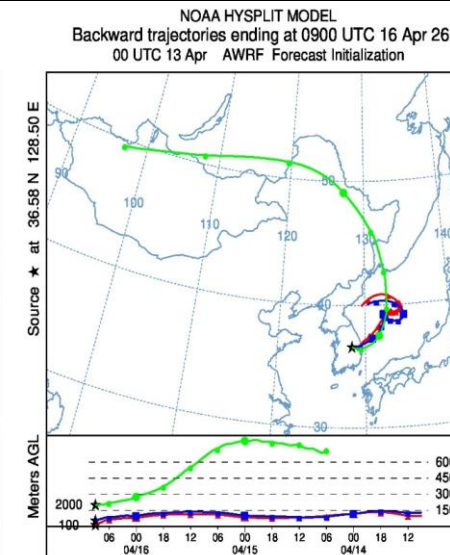 NOAA HYSPLIT MODEL
Backward trajectories ending at 0900 UTC 16 Apr 26
00 UTC 13 Apr AWRF Forecast Initialization
Source ★ at 36.58 N 128.50 E
90
100
110
120
13
14
50
40
30
Meters AGL
600
450
300
150
2000
100
06 00 18 12 06 00 18 12 06 00 18 12
04/16 04/15 04/14